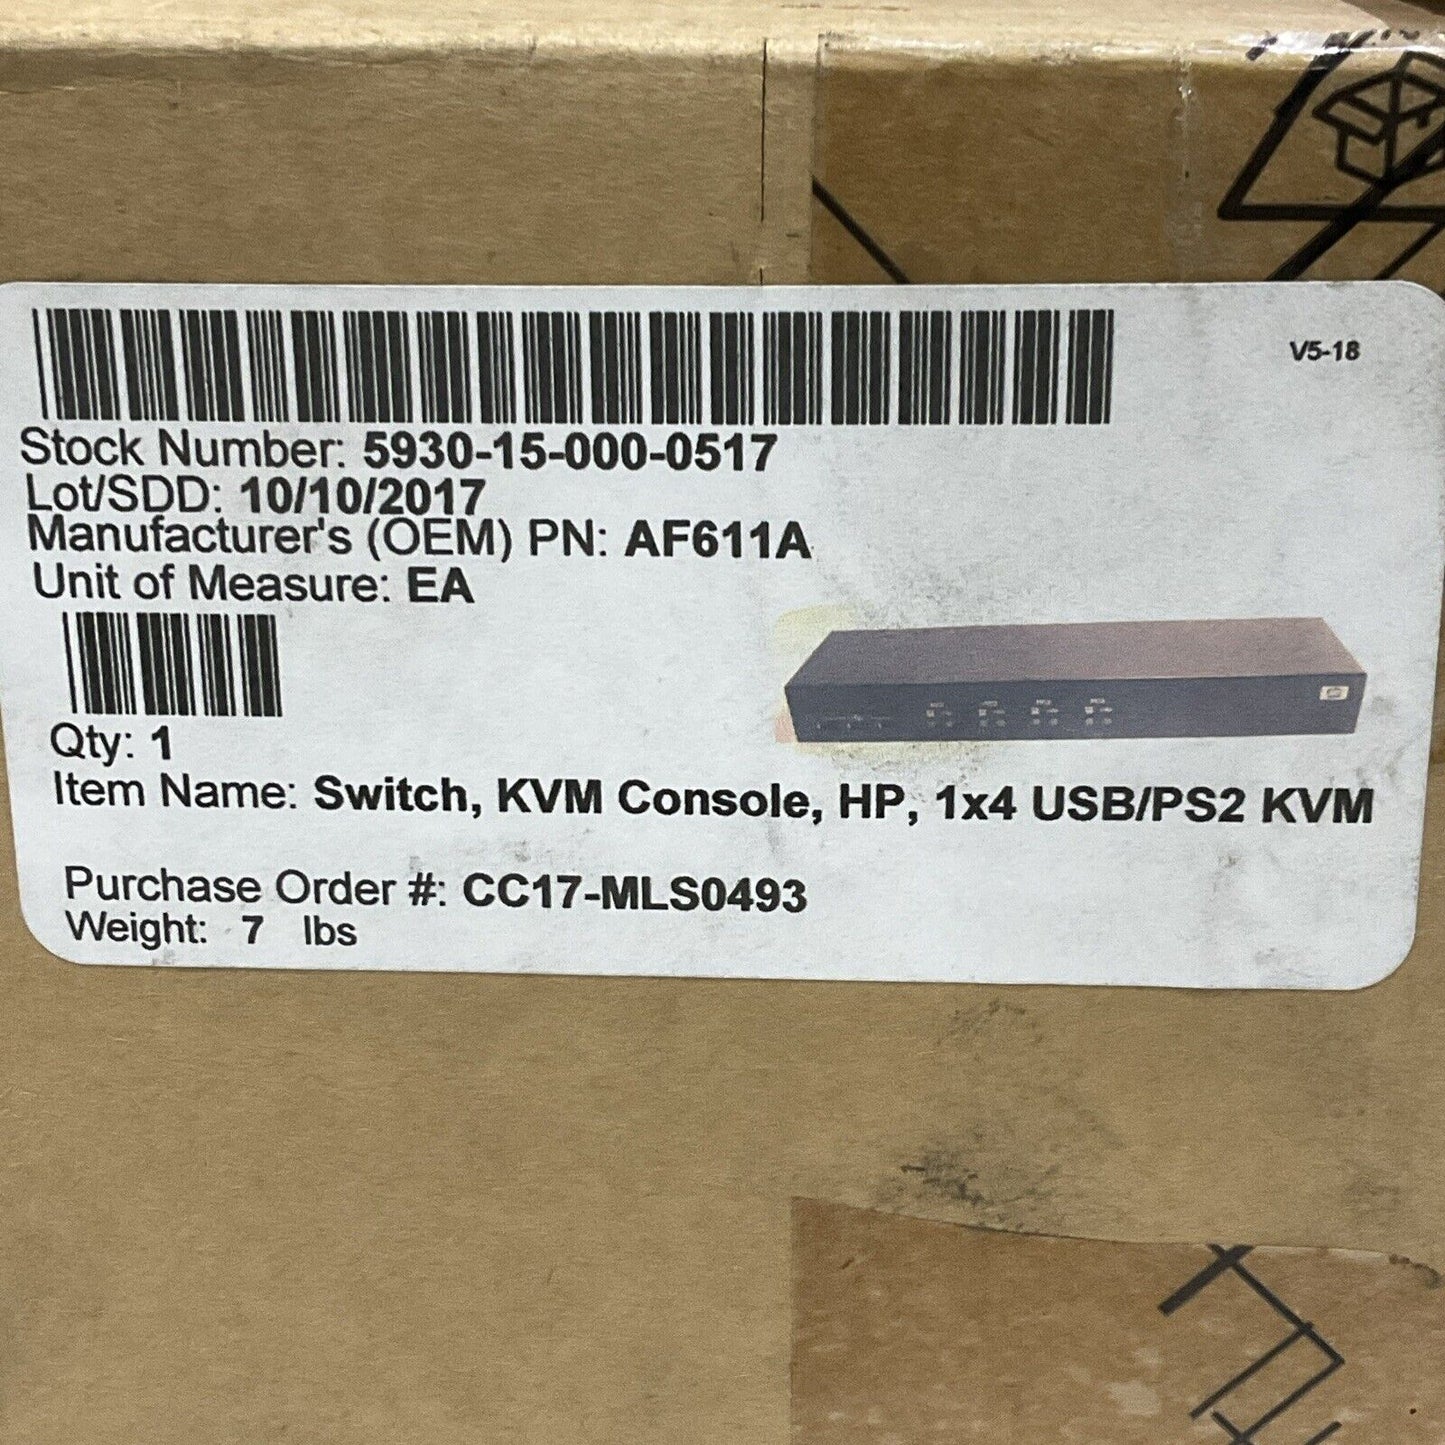 V5-18
Stock Number: 5930-15-000-0517
Lot/SDD: 10/10/2017
Manufacturer's (OEM) PN: AF611A
Unit of Measure: EA
Qty: 1
Item Name: Switch, KVM Console, HP, 1x4 USB/PS2 KVM
Purchase Order #: CC17-MLS0493
Weight: 7 lbs